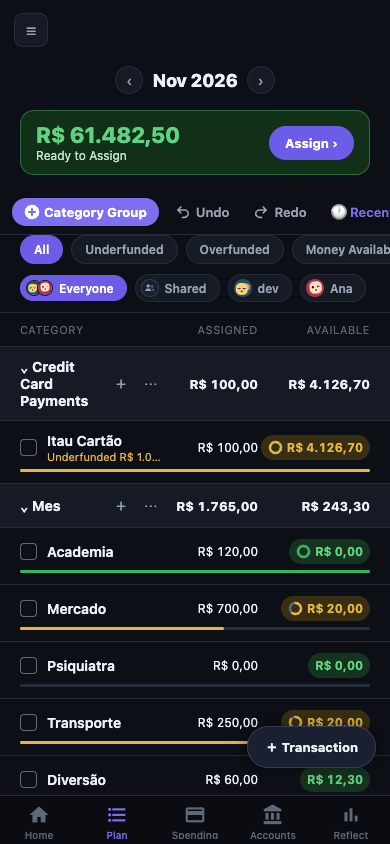 Nov 2026
R$ 61.482,50
Ready to Assign
Assign ›
Category Group
Undo
Redo
Recen
All
Underfunded
Overfunded
Money Availab
Everyone
Shared
dev
Ana
CATEGORY
ASSIGNED
AVAILABLE
Credit
Card
Payments
+
...
R$ 100,00
R$ 4.126,70
Itau Cartão
Underfunded R$ 1.0...
R$ 100,00
R$ 4.126,70
Mes
+
...
R$ 1.765,00
R$ 243,30
Academia
R$ 120,00
R$ 0,00
Mercado
R$ 700,00
R$ 20,00
Psiquiatra
R$ 0,00
R$ 0,00
Transporte
R$ 250,00
R$ 20,00
+ Transaction
Diversão
R$ 60,00
R$ 12,30
Home
Plan
Spending
Accounts
Reflect